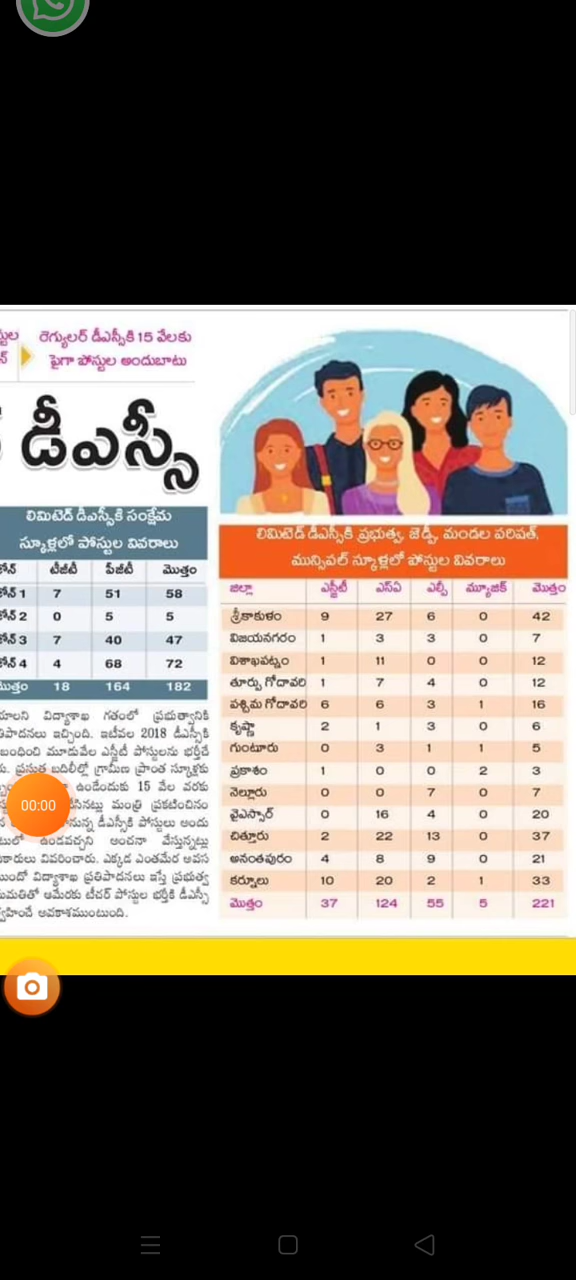 రెగ్యులర్ డీఎస్సీకి 15 వేలకు
పైగా పోస్టుల అందుబాటు
డీఎస్సీ
లిమిటెడ్ డీఎస్సీకి సంక్షేమ
స్కూళ్లలో పోస్టుల వివరాలు
జోన్ టీజీటీ పీజీటీ మొత్తం
జోన్ 1 7 51 58
జోన్ 2 0 5 5
జోన్ 3 7 40 47
జోన్ 4 4 68 72
మొత్తం 18 164 182
విద్యాశాఖ గతంలో ప్రభుత్వానికి
ఇచ్చింది. ఇటీవల 2018 డీఎస్సీకి
మూడువేల ఎస్జీటీ పోస్టులను భర్తీచే
ప్రస్తుత బదిలీల్లో గ్రామీణ ప్రాంత స్కూళ్లకు
ఉండేందుకు 15 వేల వరకు
00:00
మంత్రి ప్రకటించినం
డీఎస్సీకి పోస్టులు అందు
ఉండవచ్చని అంచనా వేస్తున్నట్లు
వివరించారు. ఎక్కడ ఎంతమేర అవస
విద్యాశాఖ ప్రతిపాదనలు ఇస్తే ప్రభుత్వ
ఆమేరకు టీచర్ పోస్టుల భర్తీకి డీఎస్సీ
అవకాశముంటుంది.
లిమిటెడ్ డీఎస్సీకి ప్రభుత్వ, జెడ్పీ, మండల పరిషత్,
మున్సిపల్ స్కూళ్లలో పోస్టుల వివరాలు
జిల్లా ఎస్జీటీ ఎస్ఏ ఎల్పీ మ్యూజిక్ మొత్తం
శ్రీకాకుళం 9 27 6 0 42
విజయనగరం 1 3 3 0 7
విశాఖపట్నం 1 11 0 0 12
తూర్పు గోదావరి 1 7 4 0 12
పశ్చిమ గోదావరి 6 6 3 1 16
కృష్ణా 2 1 3 0 6
గుంటూరు 0 3 1 1 5
ప్రకాశం 1 0 0 2 3
నెల్లూరు 0 0 7 0 7
వైఎస్సార్ 0 16 4 0 20
చిత్తూరు 2 22 13 0 37
అనంతపురం 4 8 9 0 21
కర్నూలు 10 20 2 1 33
మొత్తం 37 124 55 5 221